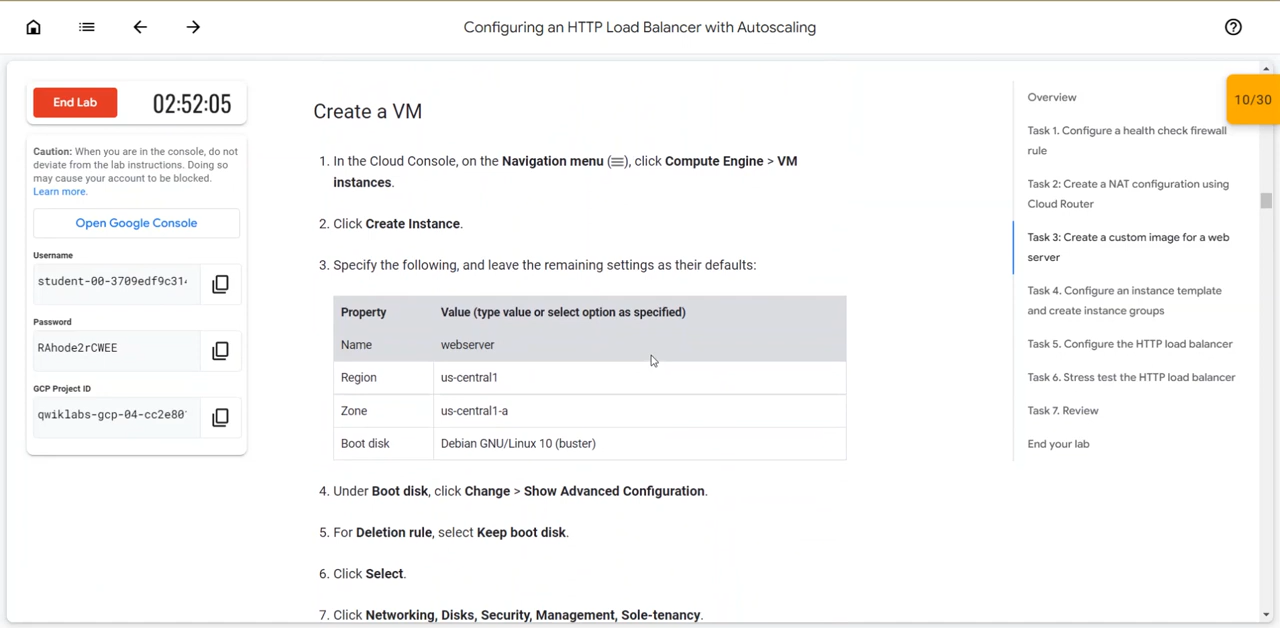 Configuring an HTTP Load Balancer with Autoscaling
End Lab
02:52:05
Caution: When you are in the console, do not
deviate from the lab instructions. Doing so
may cause your account to be blocked.
Learn more.
Open Google Console
Username
student-00-3709edf9c314
Password
RAhode2rCWEE
GCP Project ID
qwiklabs-gcp-04-cc2e80
Create a VM
1. In the Cloud Console, on the Navigation menu (☰), click Compute Engine > VM
instances.
2. Click Create Instance.
3. Specify the following, and leave the remaining settings as their defaults:
Property Value (type value or select option as specified)
Name webserver
Region us-central1
Zone us-central1-a
Boot disk Debian GNU/Linux 10 (buster)
4. Under Boot disk, click Change > Show Advanced Configuration.
5. For Deletion rule, select Keep boot disk.
6. Click Select.
7. Click Networking, Disks, Security, Management, Sole-tenancy.
Overview
Task 1. Configure a health check firewall
rule
Task 2: Create a NAT configuration using
Cloud Router
Task 3: Create a custom image for a web
server
Task 4. Configure an instance template
and create instance groups
Task 5. Configure the HTTP load balancer
Task 6. Stress test the HTTP load balancer
Task 7. Review
End your lab
10/30